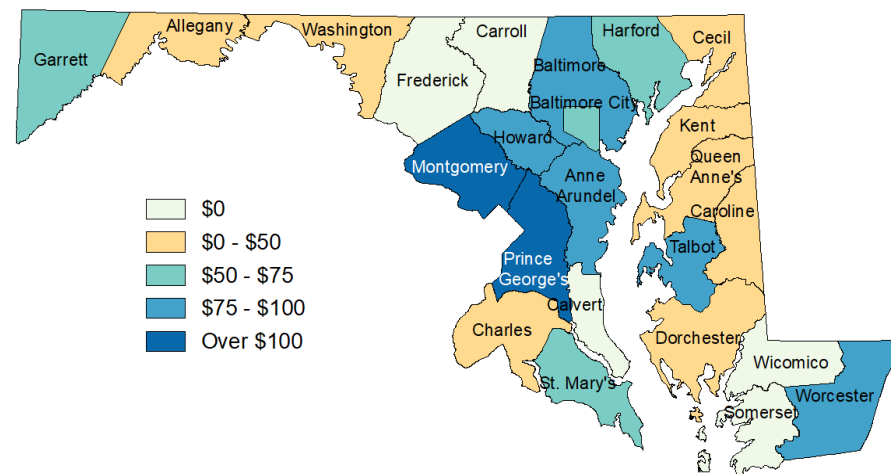 Garrett
Allegany
Washington
Frederick
Carroll
Baltimore
Baltimore City
Harford
Cecil
Kent
Queen
Anne's
Caroline
Talbot
Howard
Montgomery
Anne
Arundel
Prince
George's
Calvert
Charles
St. Mary's
Dorchester
Wicomico
Somerset
Worcester
$0
$0 - $50
$50 - $75
$75 - $100
Over $100